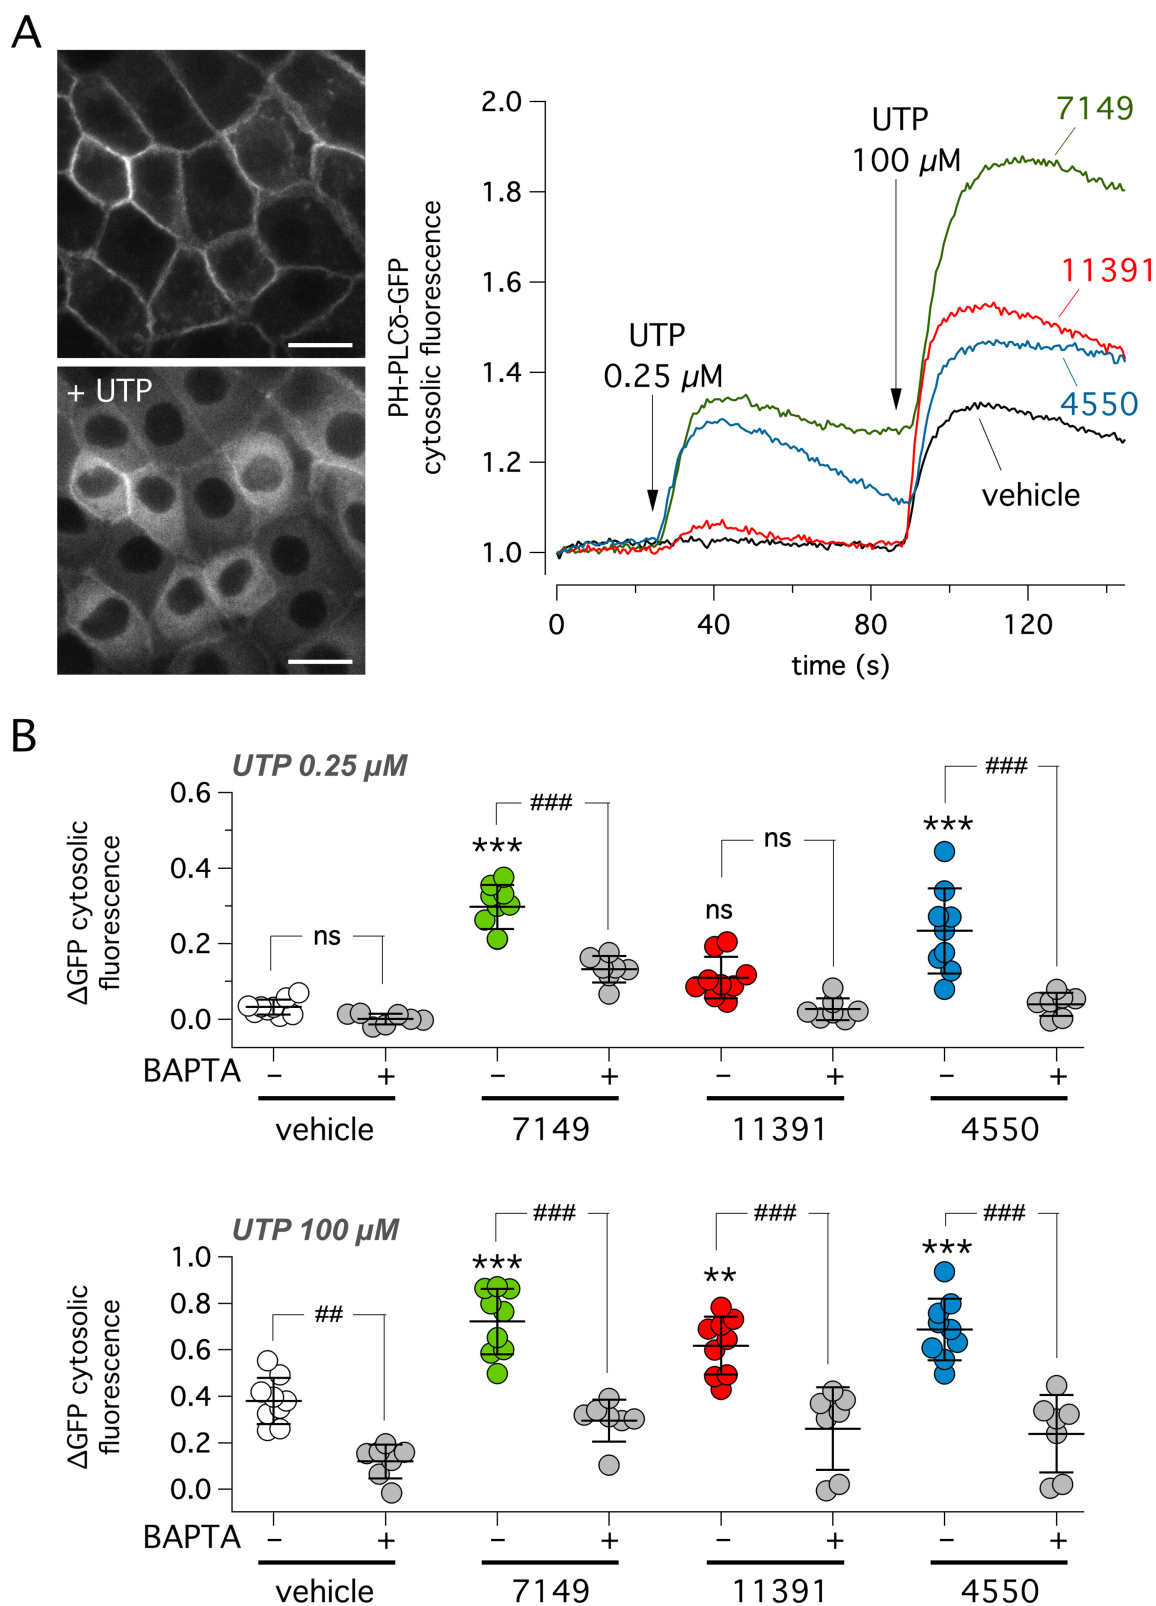 A
+ UTP
PH-PLCδ-GFP
cytosolic fluorescence
2.0
1.8
1.6
1.4
1.2
1.0
UTP
0.25 µM
UTP
100 µM
7149
11391
4550
vehicle
0
40
80
120
time (s)
B
UTP 0.25 µM
ΔGFP cytosolic
fluorescence
0.6
0.4
0.2
0.0
ns
***
###
ns
ns
***
###
BAPTA – + – + – + – +
vehicle 7149 11391 4550
UTP 100 µM
ΔGFP cytosolic
fluorescence
1.0
0.8
0.6
0.4
0.2
0.0
##
***
###
**
###
***
###
BAPTA – + – + – + – +
vehicle 7149 11391 4550